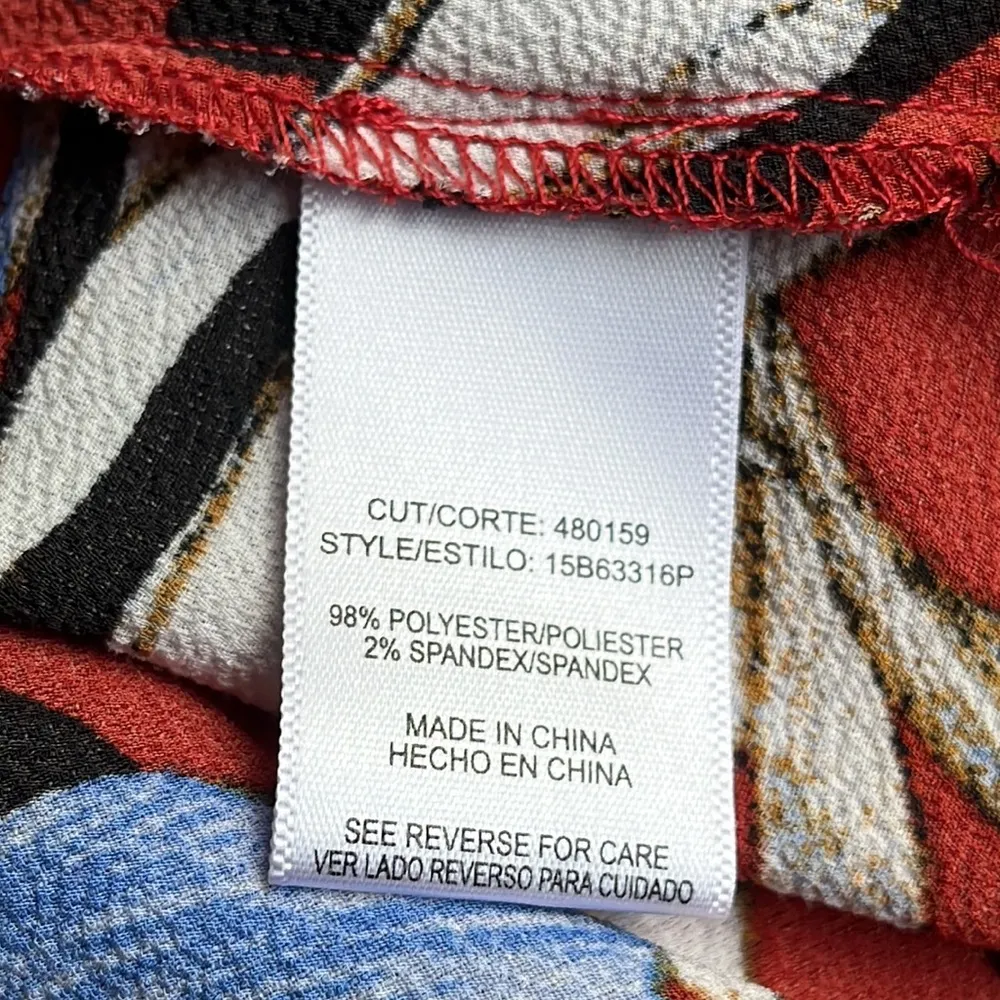 CUT/CORTE: 480159
STYLE/ESTILO: 15B63316P
98% POLYESTER/POLIESTER
2% SPANDEX/SPANDEX
MADE IN CHINA
HECHO EN CHINA
SEE REVERSE FOR CARE
VER LADO REVERSO PARA CUIDADO